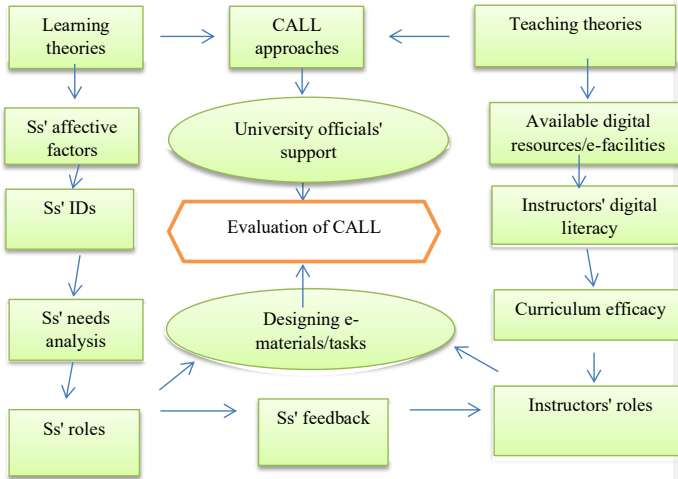 Learning
theories
CALL
approaches
Teaching theories
Ss' affective
factors
University officials'
support
Available digital
resources/e-facilities
Ss' IDs
Evaluation of CALL
Instructors' digital
literacy
Ss' needs
analysis
Designing e-
materials/tasks
Curriculum efficacy
Ss' roles
Ss' feedback
Instructors' roles